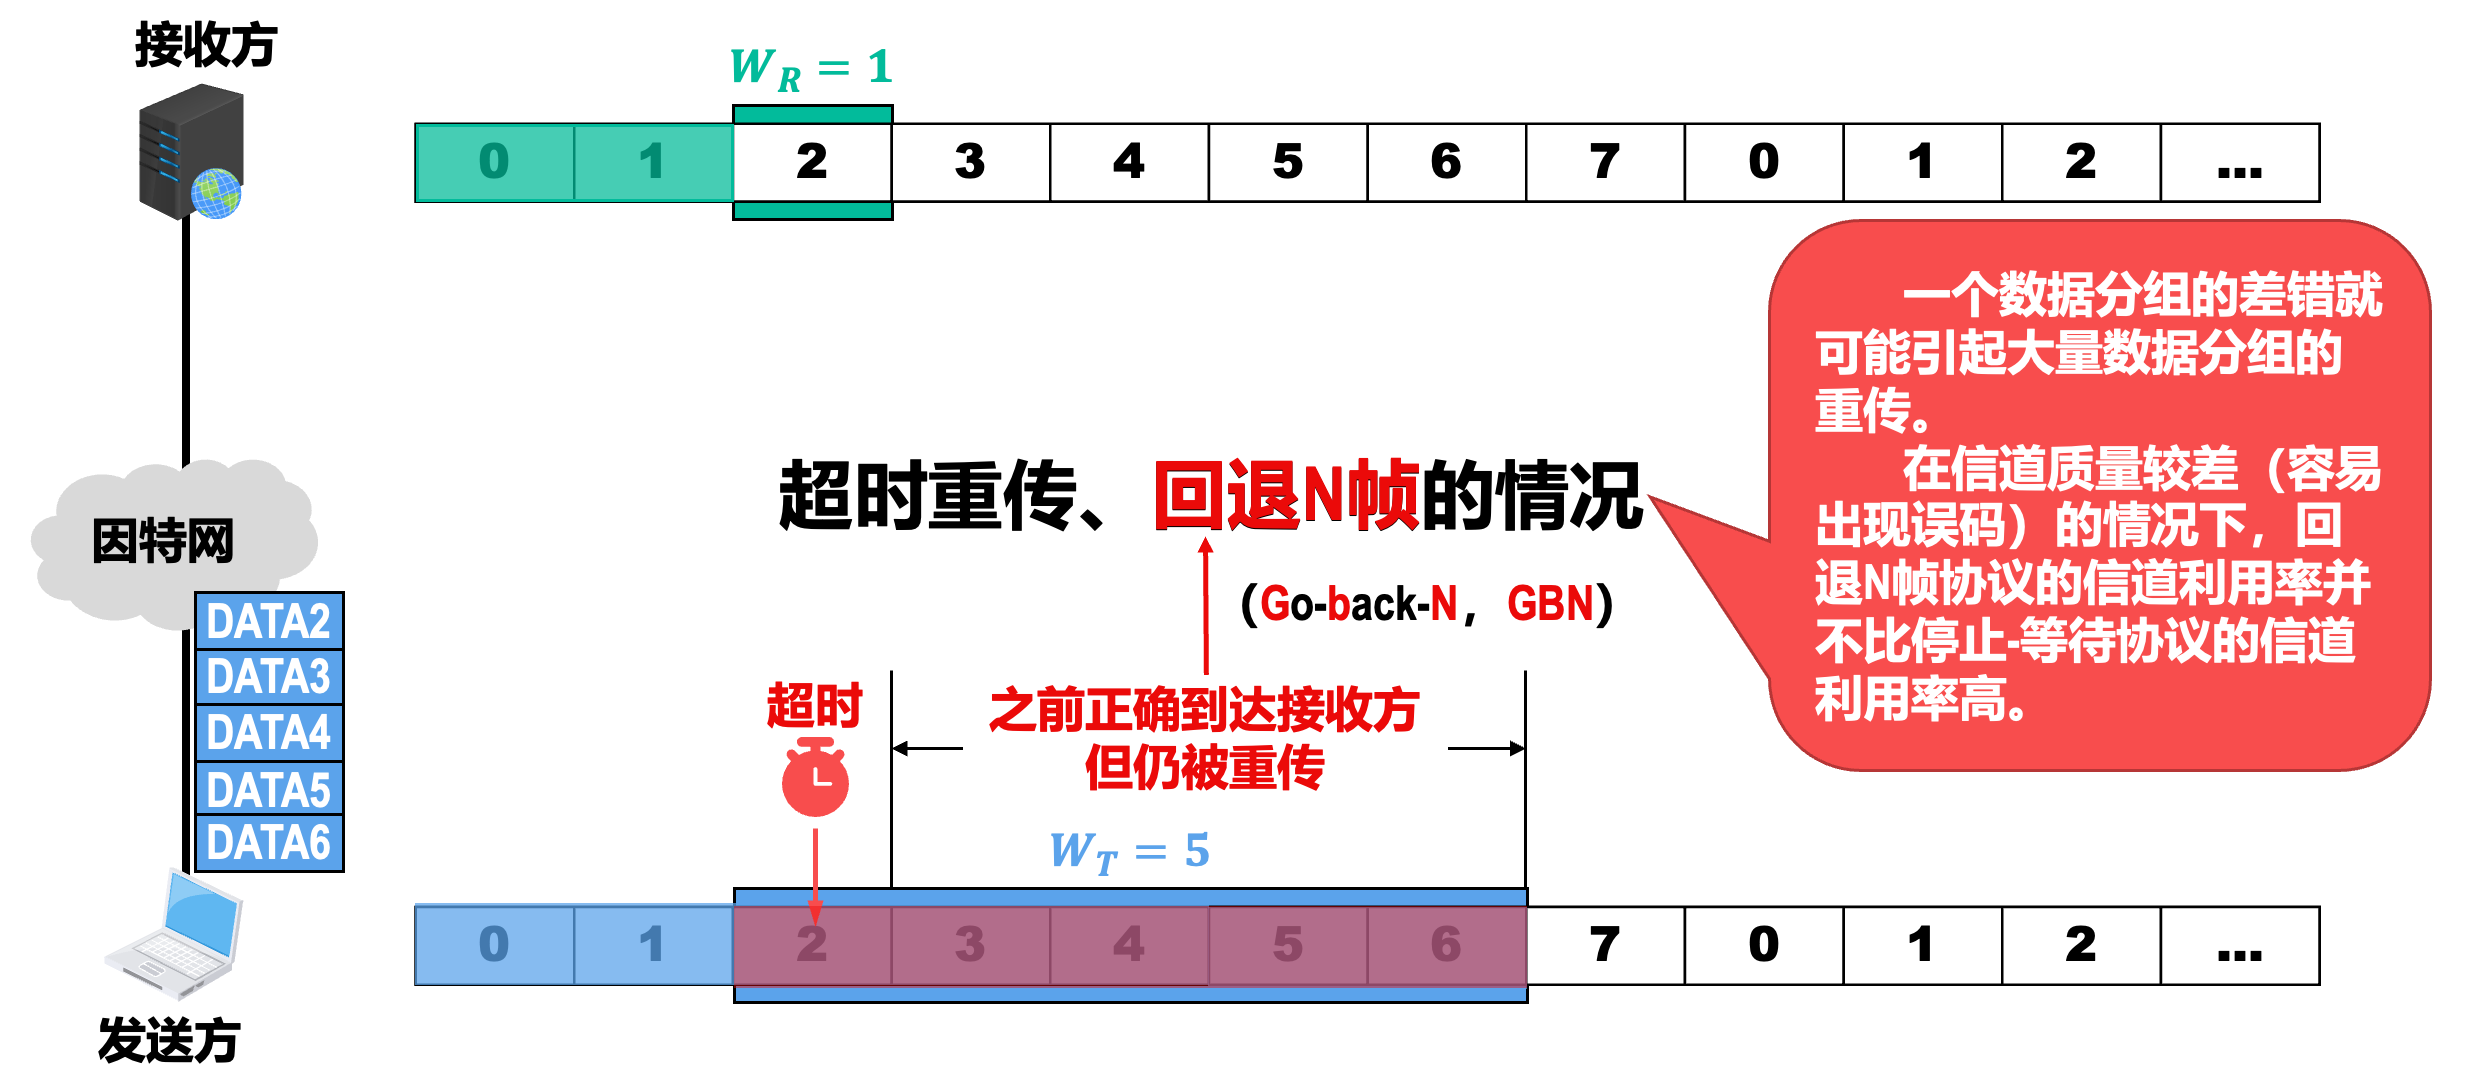 接收方
W_R = 1
0 1 2 3 4 5 6 7 0 1 2 ...
一个数据分组的差错就
可能引起大量数据分组的
重传。
在信道质量较差（容易
出现误码）的情况下，回
退N帧协议的信道利用率并
不比停止-等待协议的信道
利用率高。
超时重传、回退N帧的情况
（Go-back-N，GBN）
因特网
DATA2
DATA3
DATA4
DATA5
DATA6
超时
之前正确到达接收方
但仍被重传
W_T = 5
0 1 2 3 4 5 6 7 0 1 2 ...
发送方